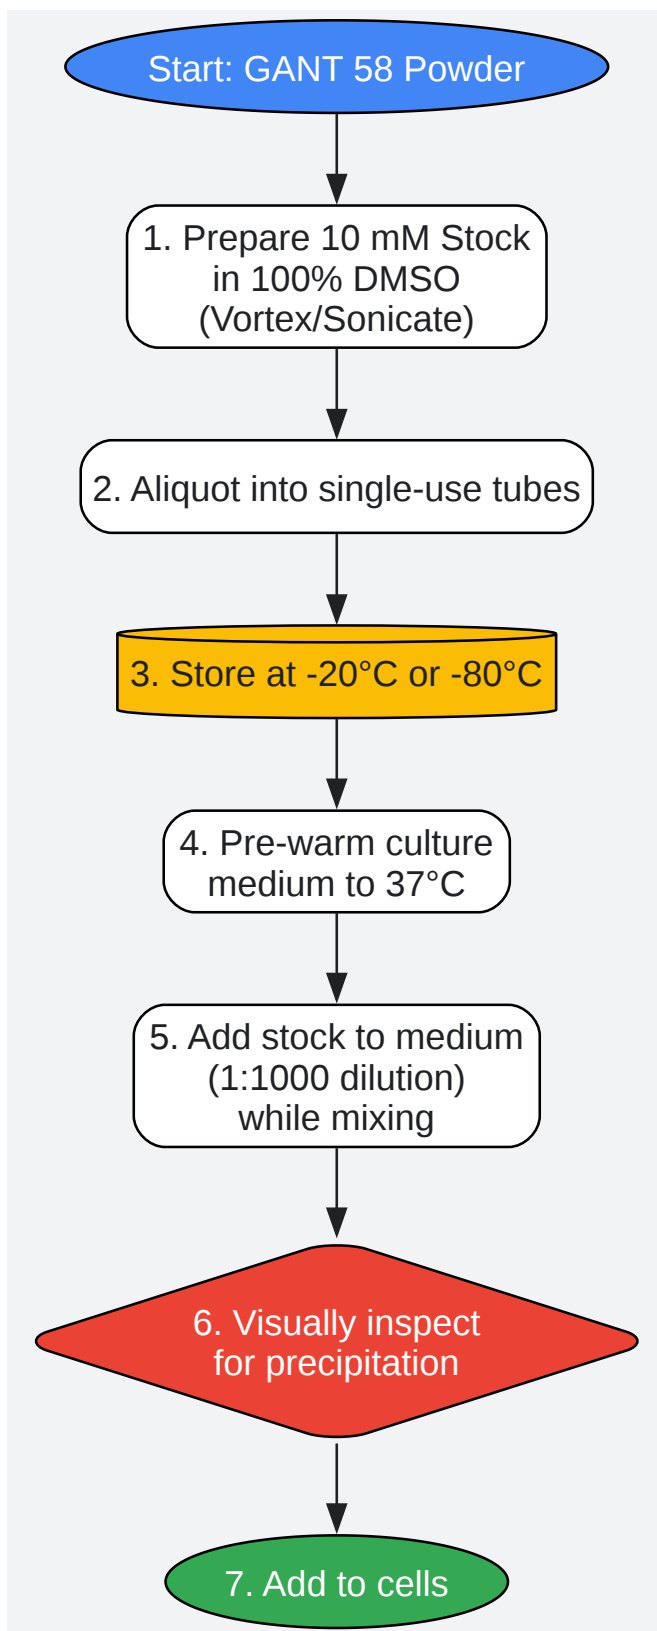 Start: GANT 58 Powder
1. Prepare 10 mM Stock
in 100% DMSO
(Vortex/Sonicate)
2. Aliquot into single-use tubes
3. Store at -20°C or -80°C
4. Pre-warm culture
medium to 37°C
5. Add stock to medium
(1:1000 dilution)
while mixing
6. Visually inspect
for precipitation
7. Add to cells